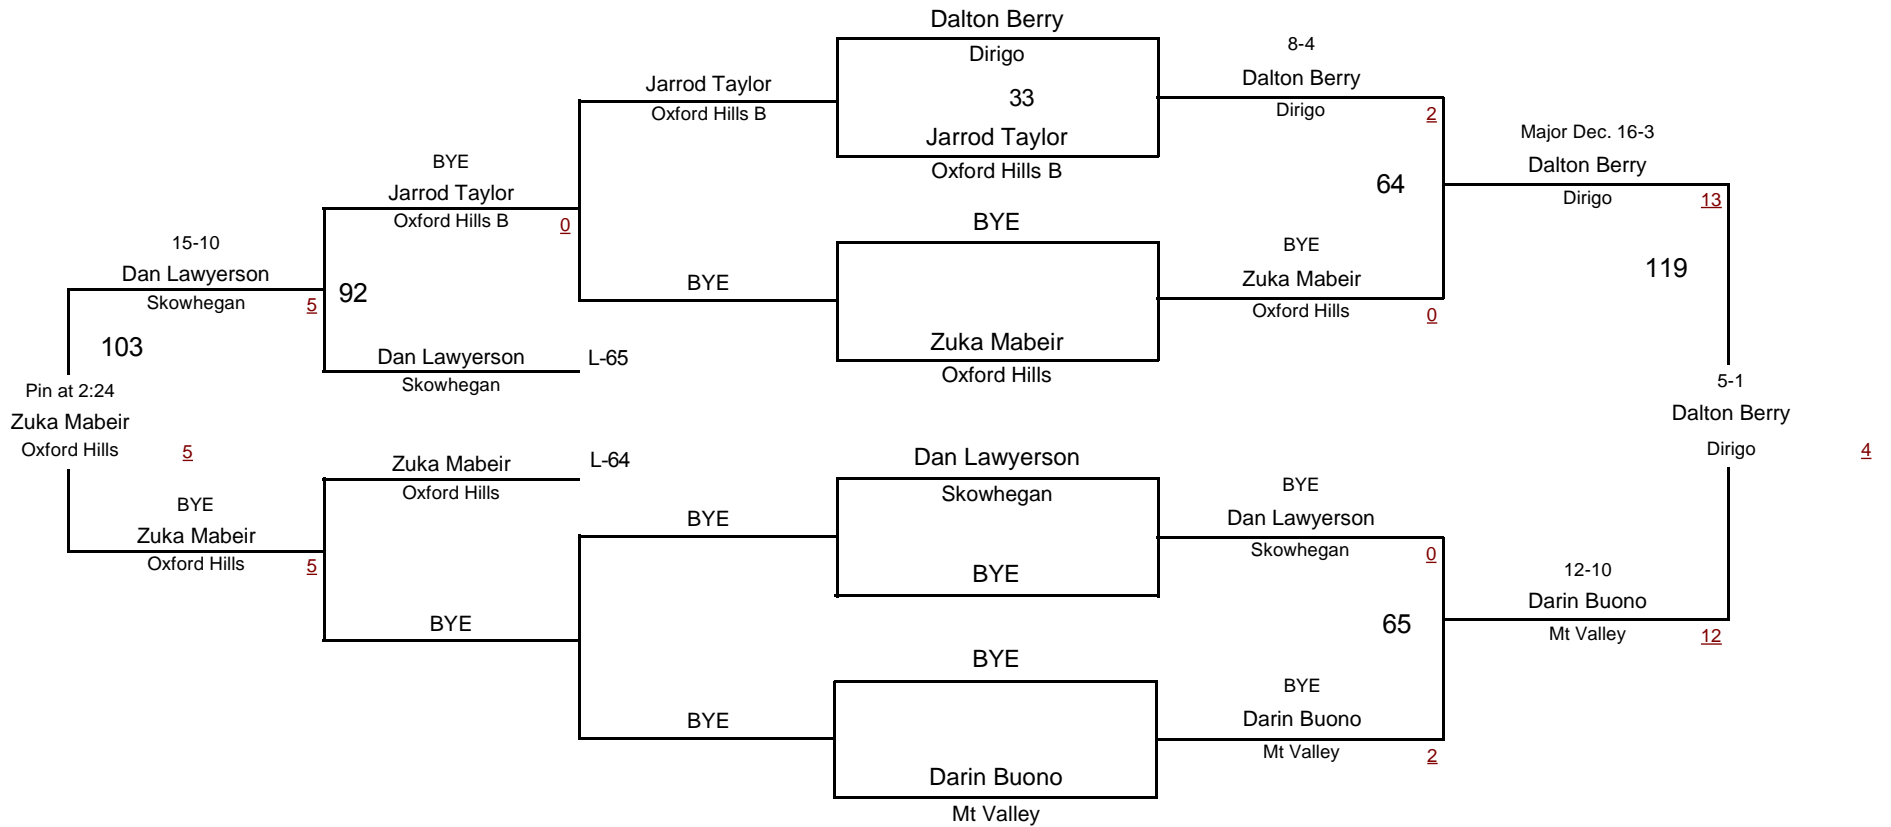 Dalton Berry
Dirigo
33
Jarrod Taylor
Oxford Hills B
8-4
Dalton Berry
Dirigo
2
Major Dec. 16-3
Dalton Berry
Dirigo
13
Jarrod Taylor
Oxford Hills B
BYE
Jarrod Taylor
Oxford Hills B
0
64
BYE
Zuka Mabeir
Oxford Hills
BYE
Zuka Mabeir
Oxford Hills
0
119
15-10
Dan Lawyerson
Skowhegan
5
92
BYE
103
Dan Lawyerson
Skowhegan
L-65
Pin at 2:24
Zuka Mabeir
Oxford Hills
5
5-1
Dalton Berry
Dirigo
4
Zuka Mabeir
Oxford Hills
L-64
Dan Lawyerson
Skowhegan
BYE
BYE
Dan Lawyerson
Skowhegan
0
BYE
Zuka Mabeir
Oxford Hills
5
BYE
12-10
Darin Buono
Mt Valley
12
BYE
65
BYE
Darin Buono
Mt Valley
BYE
Darin Buono
Mt Valley
2
BYE